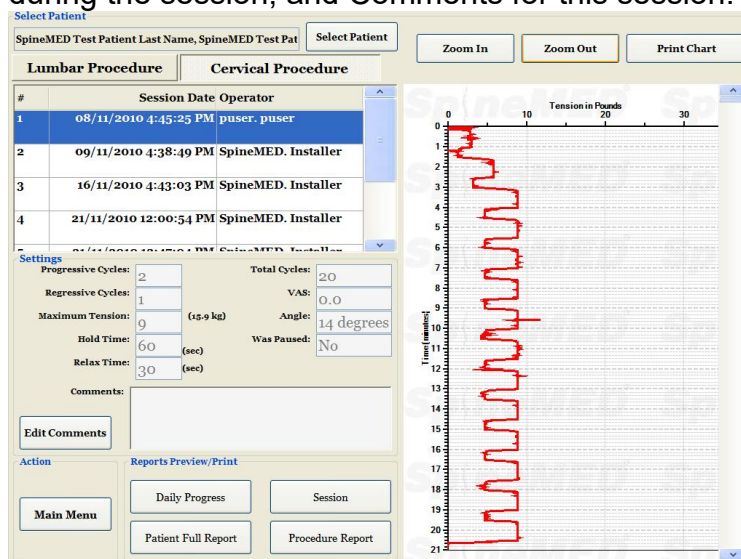 during the session, and Comments for this session.
Select Patient
SpineMED Test Patient Last Name, SpineMED Test Pat
Select Patient
Zoom In
Zoom Out
Print Chart
Lumbar Procedure
Cervical Procedure
# Session Date Operator
1 08/11/2010 4:45:25 PM puser. puser
2 09/11/2010 4:38:49 PM SpineMED. Installer
3 16/11/2010 4:43:03 PM SpineMED. Installer
4 21/11/2010 12:00:54 PM SpineMED. Installer
Settings
Progressive Cycles: 2
Total Cycles: 20
Regressive Cycles: 1
VAS: 0.0
Maximum Tension: 9 (15.9 kg)
Angle: 14 degrees
Hold Time: 60 (sec)
Was Paused: No
Relax Time: 30 (sec)
Comments:
Edit Comments
Action
Main Menu
Reports Preview/Print
Daily Progress
Session
Patient Full Report
Procedure Report
SpineMED
Tension in Pounds
0 10 20 30
Time (minutes)
0
1
2
3
4
5
6
7
8
9
10
11
12
13
14
15
16
17
18
19
20
21